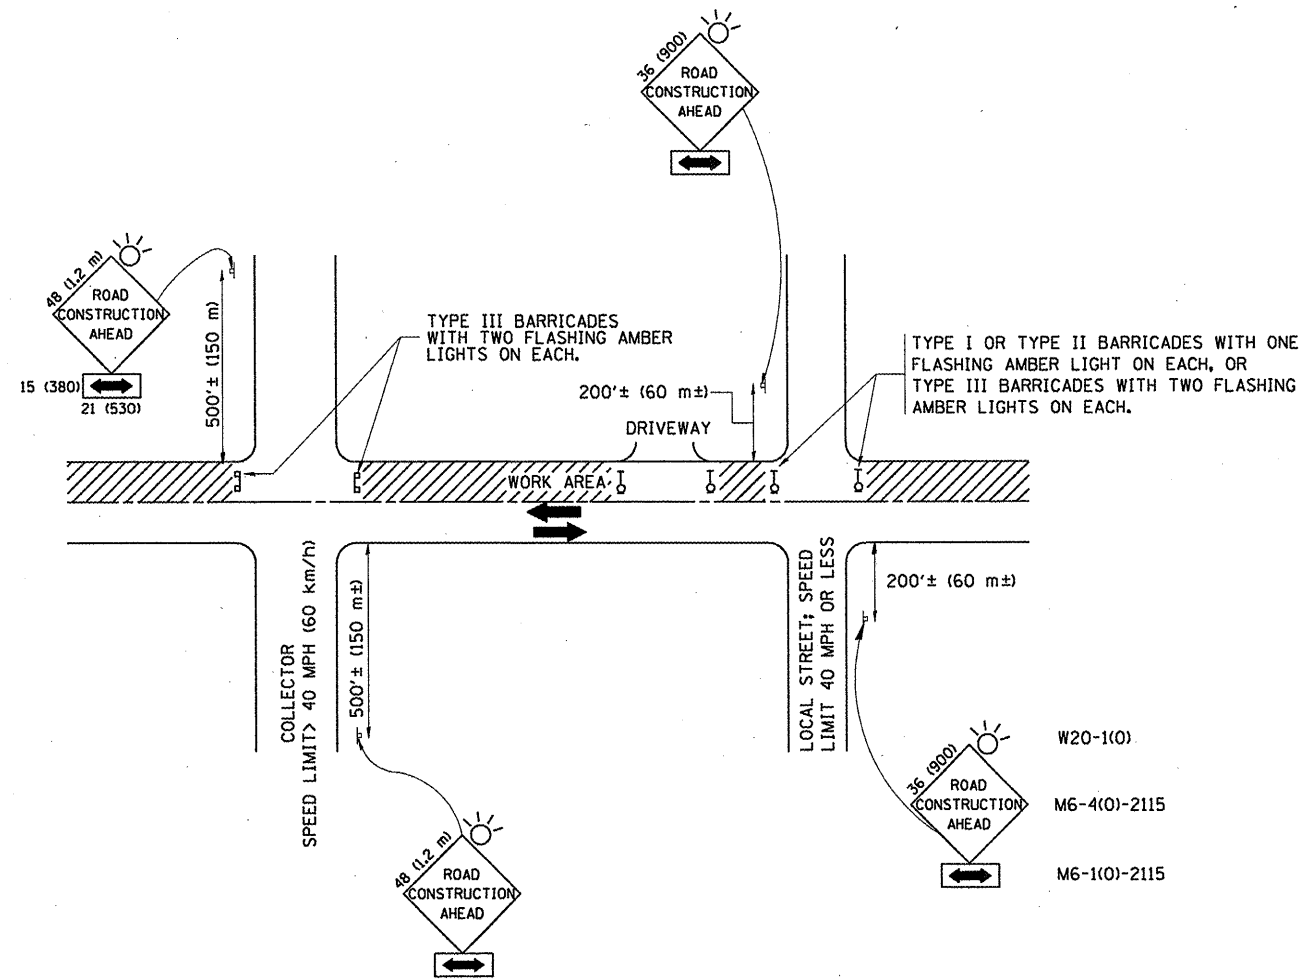 36 (900)
ROAD
CONSTRUCTION
AHEAD
48 (1.2 m)
ROAD
CONSTRUCTION
AHEAD
15 (380)
21 (530)
500'± (150 m)
TYPE III BARRICADES
WITH TWO FLASHING AMBER
LIGHTS ON EACH.
200'± (60 m±)
DRIVEWAY
TYPE I OR TYPE II BARRICADES WITH ONE
FLASHING AMBER LIGHT ON EACH, OR
TYPE III BARRICADES WITH TWO FLASHING
AMBER LIGHTS ON EACH.
WORK AREA
COLLECTOR
SPEED LIMIT> 40 MPH (60 km/h)
500'± (150 m±)
LOCAL STREET; SPEED
LIMIT 40 MPH OR LESS
200'± (60 m±)
48 (1.2 m)
ROAD
CONSTRUCTION
AHEAD
36 (900)
ROAD
CONSTRUCTION
AHEAD
W20-1(O)
M6-4(O)-2115
M6-1(O)-2115